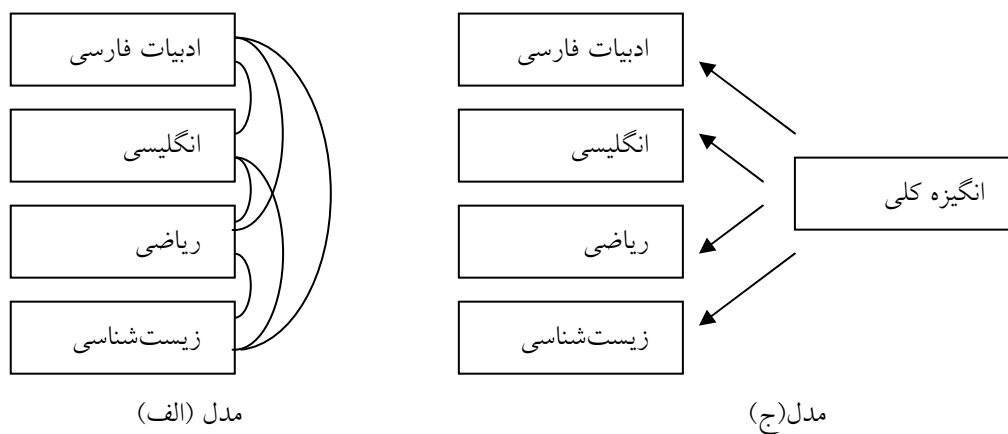 ادبیات فارسی
انگلیسی
ریاضی
زیست‌شناسی
مدل (الف)
ادبیات فارسی
انگلیسی
ریاضی
زیست‌شناسی
انگیزه کلی
مدل(ج)